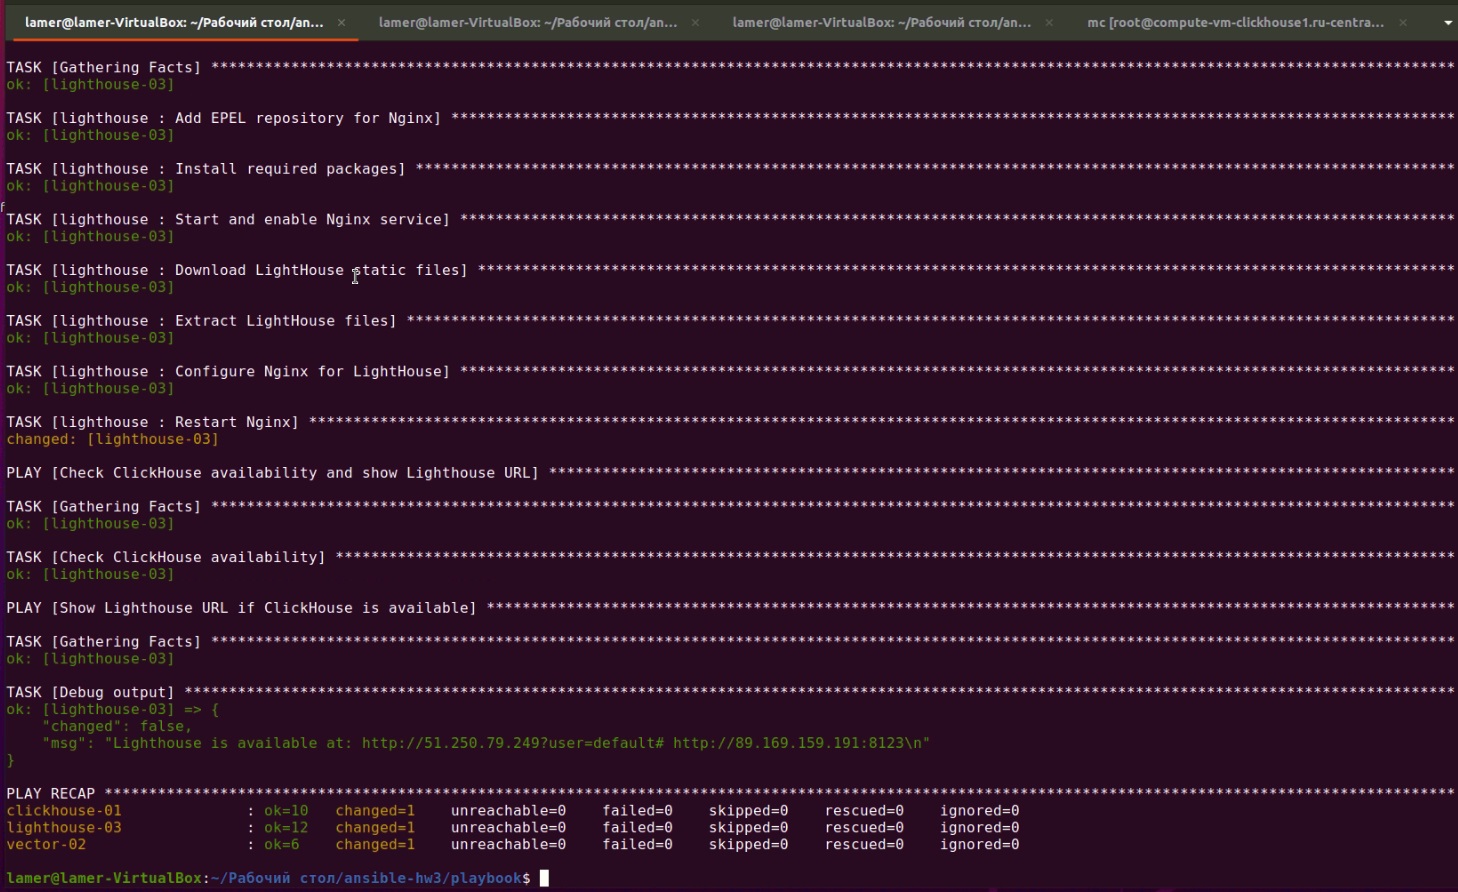 lamer@lamer-VirtualBox: ~/Рабочий стол/an... × lamer@lamer-VirtualBox: ~/Рабочий стол/an... × lamer@lamer-VirtualBox: ~/Рабочий стол/an... × mc [root@compute-vm-clickhouse1.ru-centra... ×
TASK [Gathering Facts] *********************************************************************************************************************************************
ok: [lighthouse-03]
TASK [lighthouse : Add EPEL repository for Nginx] ******************************************************************************************************************
ok: [lighthouse-03]
TASK [lighthouse : Install required packages] **********************************************************************************************************************
ok: [lighthouse-03]
f
TASK [lighthouse : Start and enable Nginx service] *****************************************************************************************************************
ok: [lighthouse-03]
TASK [lighthouse : Download LightHouse static files] ***************************************************************************************************************
ok: [lighthouse-03]
TASK [lighthouse : Extract LightHouse files] ***********************************************************************************************************************
ok: [lighthouse-03]
TASK [lighthouse : Configure Nginx for LightHouse] *****************************************************************************************************************
ok: [lighthouse-03]
TASK [lighthouse : Restart Nginx] **********************************************************************************************************************************
changed: [lighthouse-03]
PLAY [Check ClickHouse availability and show Lighthouse URL] *******************************************************************************************************
TASK [Gathering Facts] *********************************************************************************************************************************************
ok: [lighthouse-03]
TASK [Check ClickHouse availability] *******************************************************************************************************************************
ok: [lighthouse-03]
PLAY [Show Lighthouse URL if ClickHouse is available] **************************************************************************************************************
TASK [Gathering Facts] *********************************************************************************************************************************************
ok: [lighthouse-03]
TASK [Debug output] ************************************************************************************************************************************************
ok: [lighthouse-03] => {
    "changed": false,
    "msg": "Lighthouse is available at: http://51.250.79.249?user=default# http://89.169.159.191:8123\n"
}
PLAY RECAP *********************************************************************************************************************************************************
clickhouse-01              : ok=10   changed=1    unreachable=0    failed=0    skipped=0    rescued=0    ignored=0
lighthouse-03              : ok=12   changed=1    unreachable=0    failed=0    skipped=0    rescued=0    ignored=0
vector-02                  : ok=6    changed=1    unreachable=0    failed=0    skipped=0    rescued=0    ignored=0
lamer@lamer-VirtualBox:~/Рабочий стол/ansible-hw3/playbook$